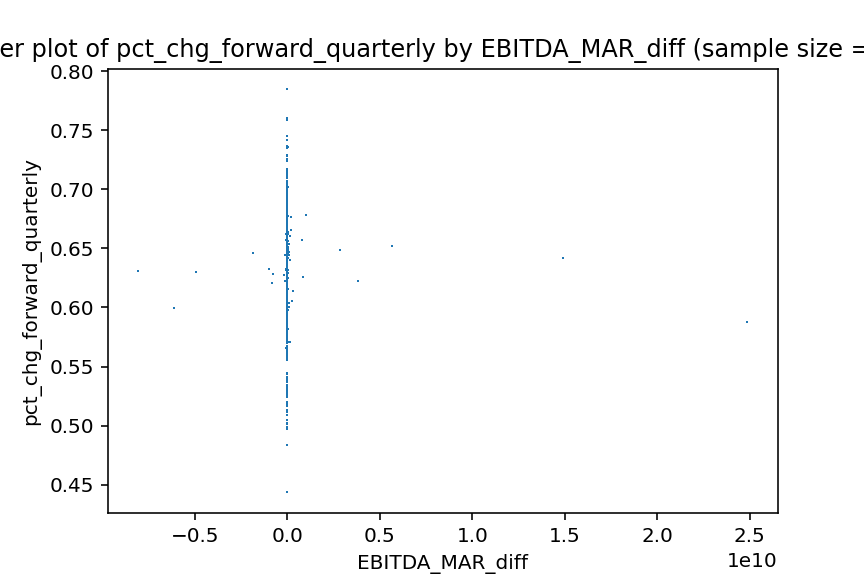 er plot of pct_chg_forward_quarterly by EBITDA_MAR_diff (sample size =
0.80
0.75
0.70
0.65
0.60
0.55
0.50
0.45
pct_chg_forward_quarterly
−0.5 0.0 0.5 1.0 1.5 2.0 2.5
1e10
EBITDA_MAR_diff